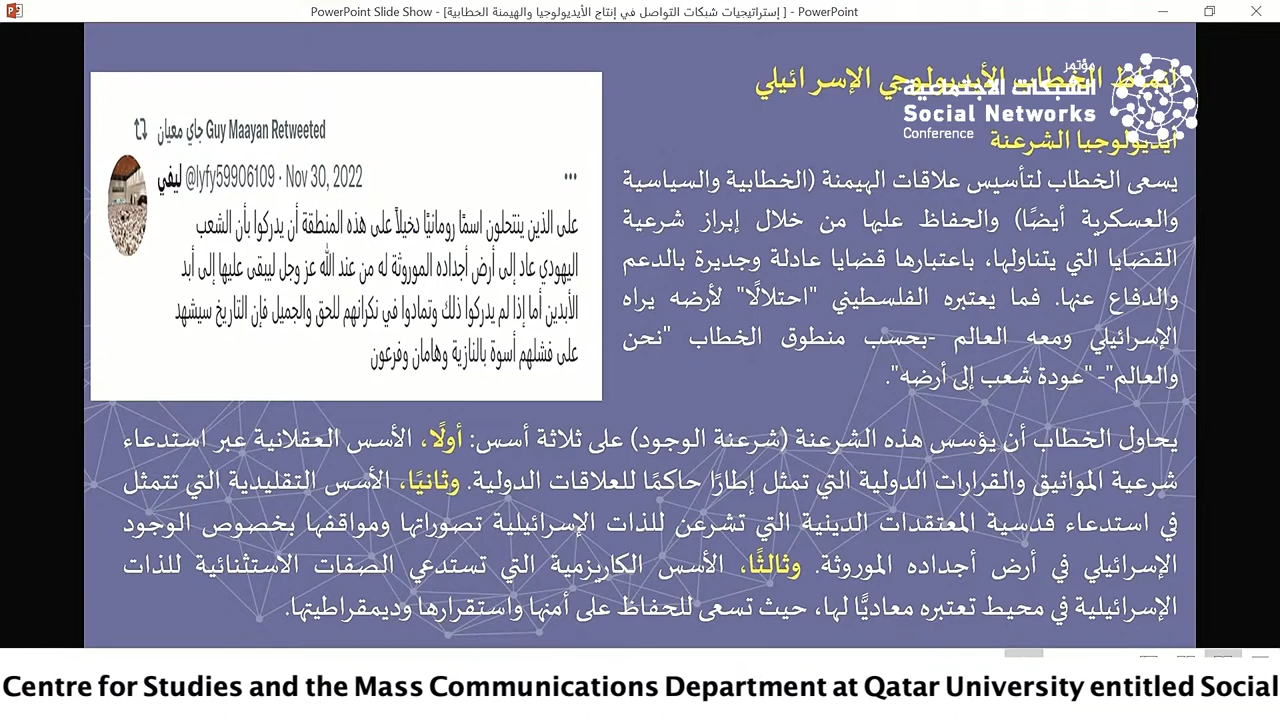 PowerPoint Slide Show - [إستراتيجيات شبكات التواصل في إنتاج الأيديولوجيا والهيمنة الخطابية ] - PowerPoint
أنماط الخطاب الأيديولوجي الإسرائيلي
مؤتمر
الشبكات الاجتماعية
Social Networks
Conference
أيديولوجيا الشرعنة
يسعى الخطاب لتأسيس علاقات الهيمنة (الخطابية والسياسية
والعسكرية أيضًا) والحفاظ عليها من خلال إبراز شرعية
القضايا التي يتناولها، باعتبارها قضايا عادلة وجديرة بالدعم
والدفاع عنها. فما يعتبره الفلسطيني "احتلالًا" لأرضه يراه
الإسرائيلي ومعه العالم -بحسب منطوق الخطاب "نحن
والعالم"- "عودة شعب إلى أرضه".
جاي معيان Guy Maayan Retweeted
ليفي @lyfy59906109 · Nov 30, 2022
على الذين ينتحلون اسمًا رومانيًا دخيلاً على هذه المنطقة أن يدركوا بأن الشعب
اليهودي عاد إلى أرض أجداده الموروثة له من عند الله عز وجل ليبقى عليها إلى أبد
الأبدين أما إذا لم يدركوا ذلك وتمادوا في نكرانهم للحق والجميل فإن التاريخ سيشهد
على فشلهم أسوة بالنازية وهامان وفرعون
يحاول الخطاب أن يؤسس هذه الشرعنة (شرعنة الوجود) على ثلاثة أسس: أولًا، الأسس العقلانية عبر استدعاء
شرعية المواثيق والقرارات الدولية التي تمثل إطارًا حاكمًا للعلاقات الدولية. وثانيًا، الأسس التقليدية التي تتمثل
في استدعاء قدسية المعتقدات الدينية التي تشرعن للذات الإسرائيلية تصوراتها ومواقفها بخصوص الوجود
الإسرائيلي في أرض أجداده الموروثة. وثالثًا، الأسس الكاريزمية التي تستدعي الصفات الاستثنائية للذات
الإسرائيلية في محيط تعتبره معاديًّا لها، حيث تسعى للحفاظ على أمنها واستقرارها وديمقراطيتها.
Centre for Studies and the Mass Communications Department at Qatar University entitled Social